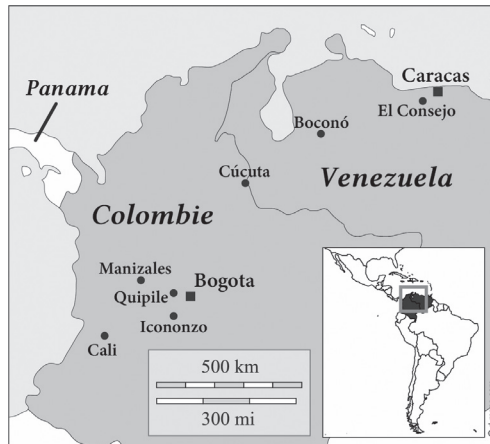 Caracas
Panama
El Consejo
Boconó
Cúcuta
Venezuela
Colombie
Manizales
Bogota
Quipile
Icononzo
Cali
500 km
300 mi